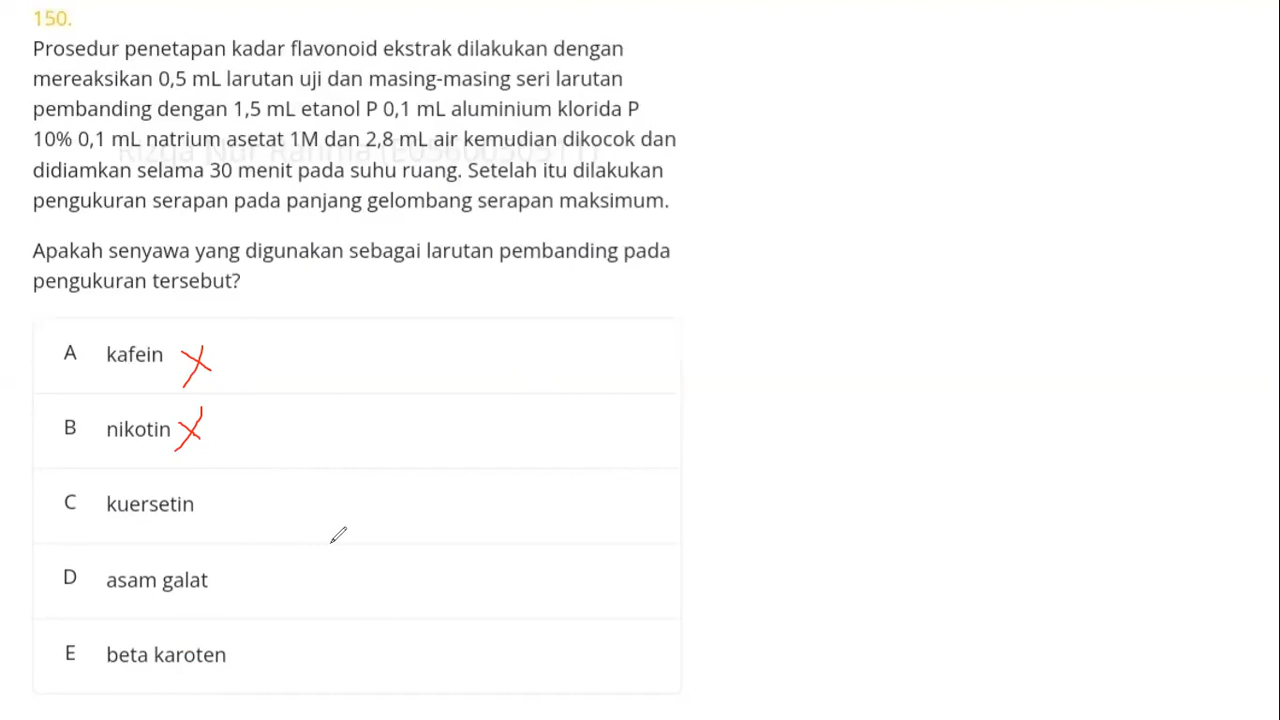 150.
Prosedur penetapan kadar flavonoid ekstrak dilakukan dengan
mereaksikan 0,5 mL larutan uji dan masing-masing seri larutan
pembanding dengan 1,5 mL etanol P 0,1 mL aluminium klorida P
10% 0,1 mL natrium asetat 1M dan 2,8 mL air kemudian dikocok dan
didiamkan selama 30 menit pada suhu ruang. Setelah itu dilakukan
pengukuran serapan pada panjang gelombang serapan maksimum.
Apakah senyawa yang digunakan sebagai larutan pembanding pada
pengukuran tersebut?
A kafein
B nikotin
C kuersetin
D asam galat
E beta karoten